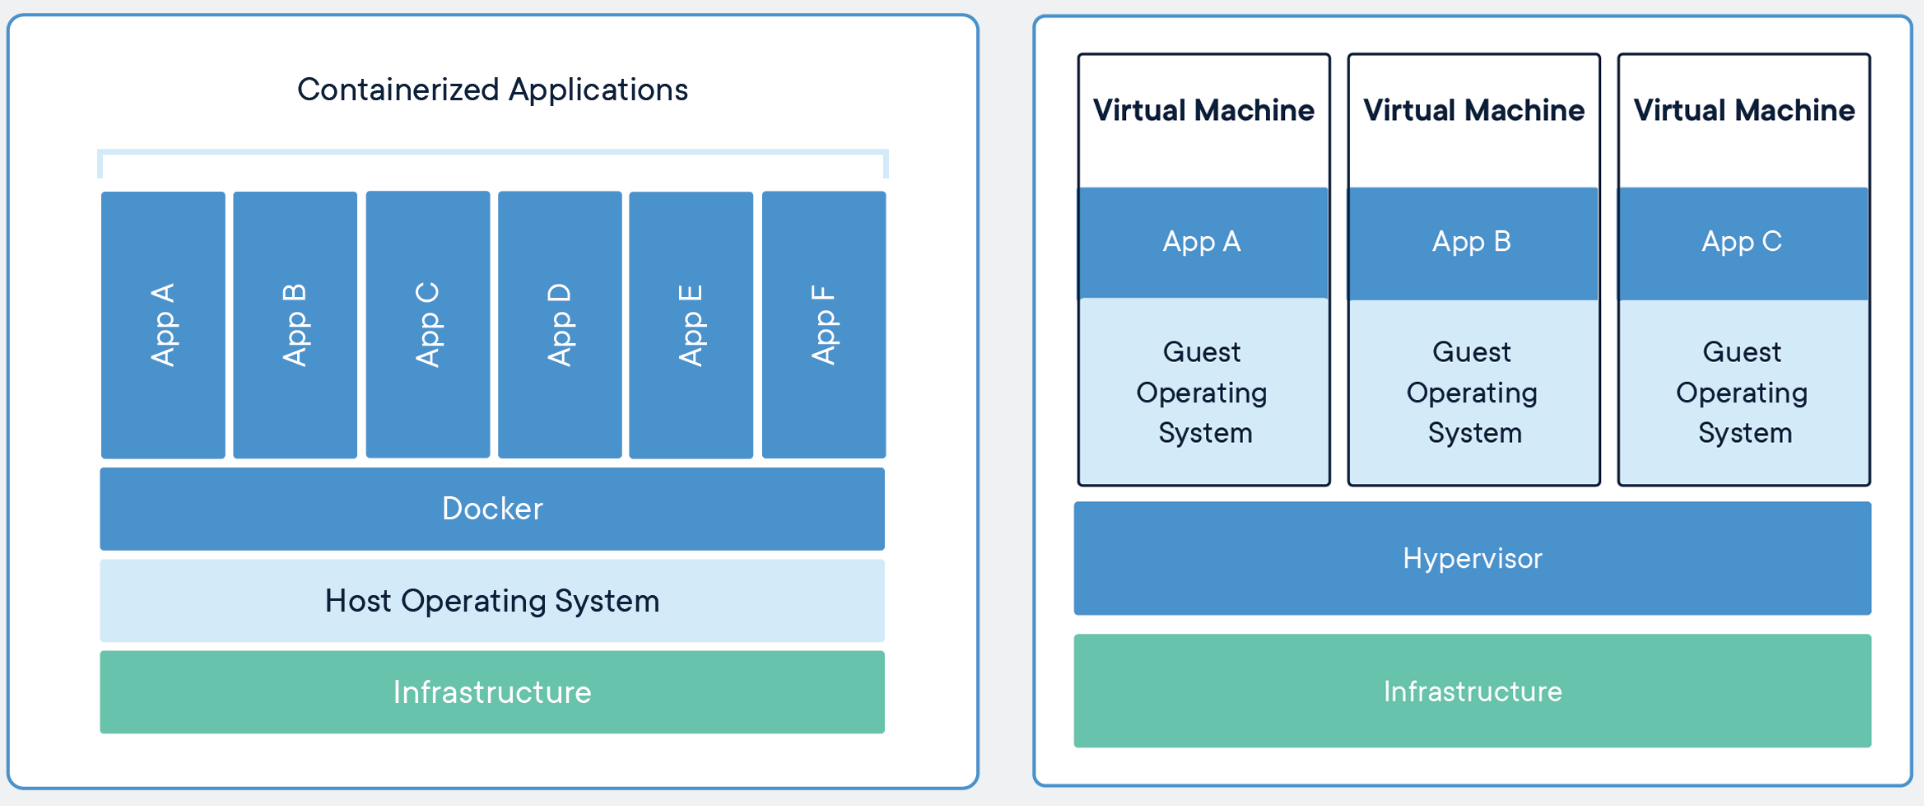 Containerized Applications
App A
App B
App C
App D
App E
App F
Docker
Host Operating System
Infrastructure
Virtual Machine
App A
Guest
Operating
System
Virtual Machine
App B
Guest
Operating
System
Virtual Machine
App C
Guest
Operating
System
Hypervisor
Infrastructure